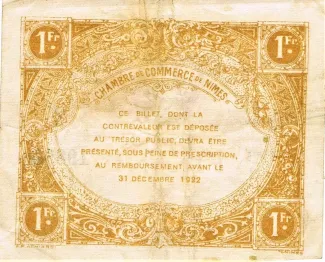 1Fr 1Fr
CHAMBRE DE COMMERCE DE NIMES
CE BILLET, DONT LA
CONTREVALEUR EST DÉPOSÉE
AU TRÉSOR PUBLIC, DEVRA ÊTRE
PRÉSENTÉ, SOUS PEINE DE PRESCRIPTION,
AU REMBOURSEMENT, AVANT LE
31 DÉCEMBRE 1922
1Fr 1Fr